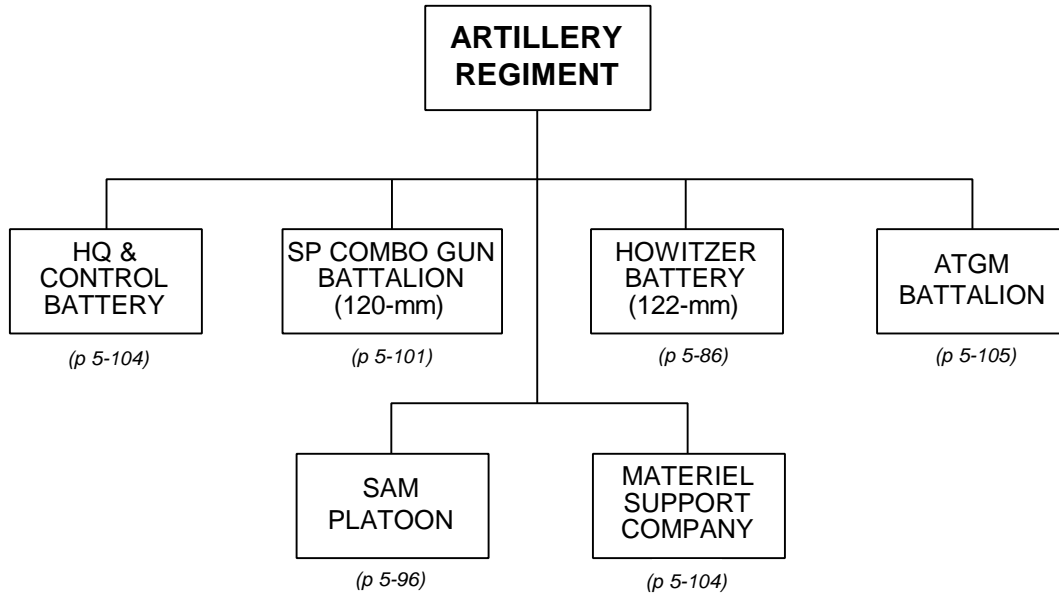 ARTILLERY
REGIMENT
HQ &
CONTROL
BATTERY
(p 5-104)
SP COMBO GUN
BATTALION
(120-mm)
(p 5-101)
HOWITZER
BATTERY
(122-mm)
(p 5-86)
ATGM
BATTALION
(p 5-105)
SAM
PLATOON
(p 5-96)
MATERIEL
SUPPORT
COMPANY
(p 5-104)